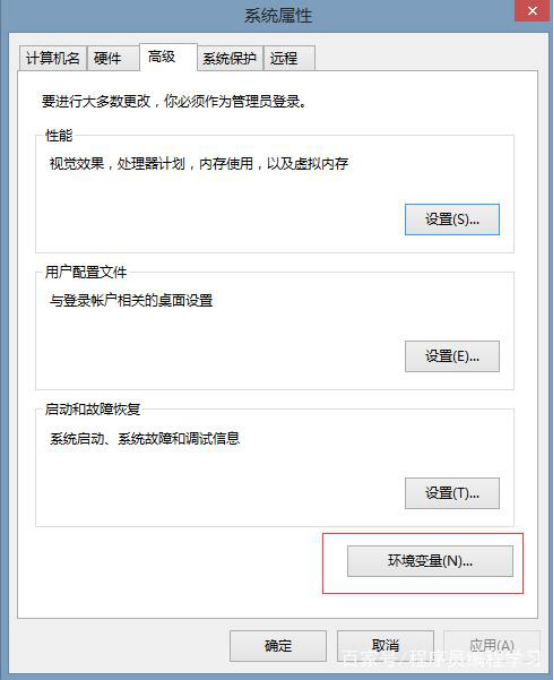 系统属性
计算机名 硬件 高级 系统保护 远程
要进行大多数更改，你必须作为管理员登录。
性能
视觉效果，处理器计划，内存使用，以及虚拟内存
设置(S)...
用户配置文件
与登录帐户相关的桌面设置
设置(E)...
启动和故障恢复
系统启动、系统故障和调试信息
设置(T)...
环境变量(N)...
确定 取消 应用(A)
百家号/程序员编程学习